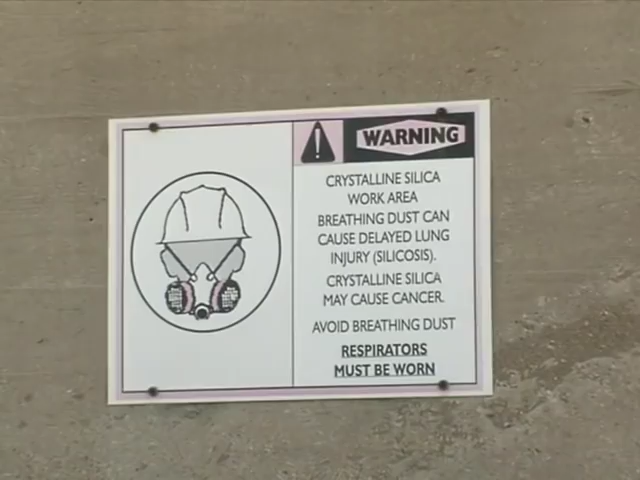 WARNING
CRYSTALLINE SILICA
WORK AREA
BREATHING DUST CAN
CAUSE DELAYED LUNG
INJURY (SILICOSIS).
CRYSTALLINE SILICA
MAY CAUSE CANCER.
AVOID BREATHING DUST
RESPIRATORS
MUST BE WORN